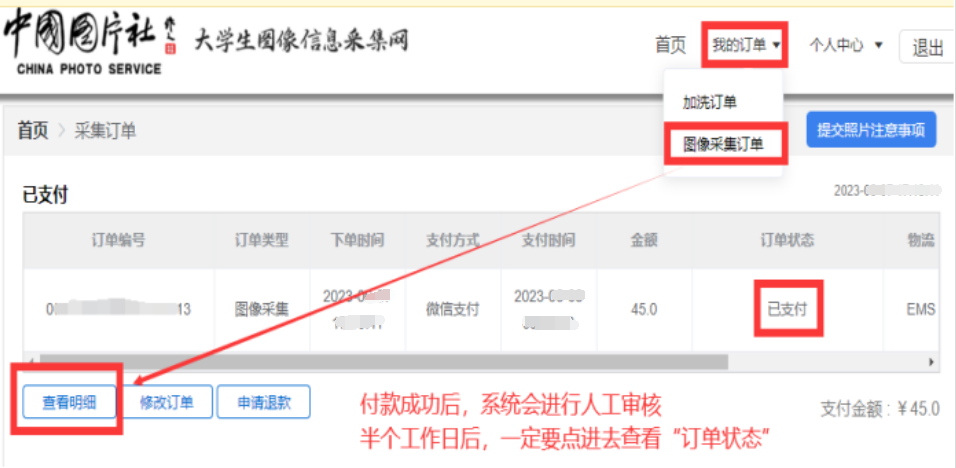 中國图片社
CHINA PHOTO SERVICE
大学生图像信息采集网
首页 我的订单 ▼ 个人中心 ▼ 退出
加洗订单
图像采集订单
首页 > 采集订单
提交照片注意事项
已支付
2023-
订单编号 订单类型 下单时间 支付方式 支付时间 金额 订单状态 物流
0 13 图像采集 2023-0 微信支付 2023- 45.0 已支付 EMS
查看明细 修改订单 申请退款
付款成功后，系统会进行人工审核
半个工作日后，一定要点进去查看“订单状态”
支付金额：¥45.0